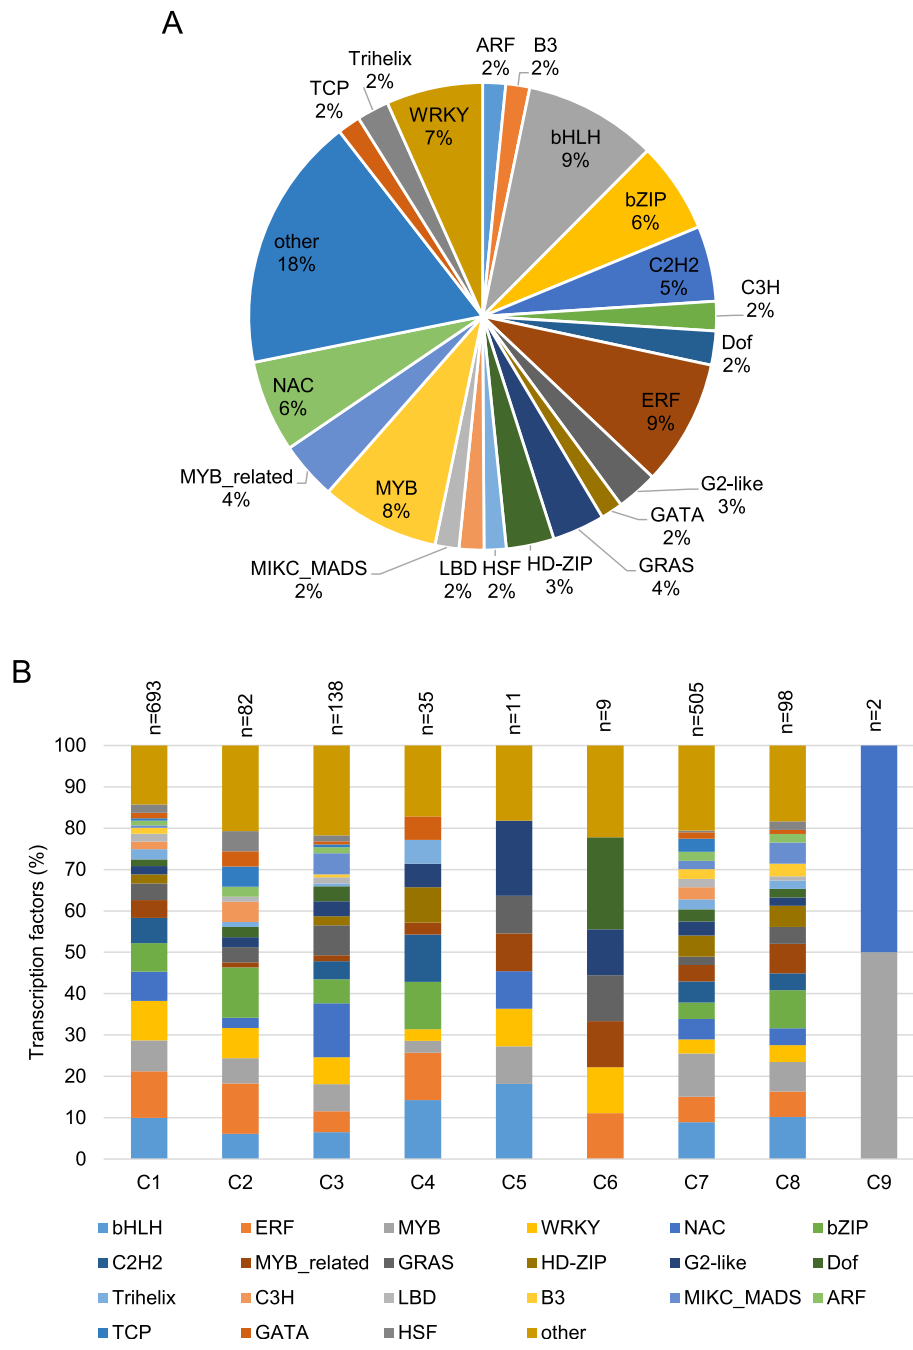 A
ARF
2%
B3
2%
bHLH
9%
bZIP
6%
C2H2
5%
C3H
2%
Dof
2%
ERF
9%
G2-like
3%
GATA
2%
GRAS
4%
HD-ZIP
3%
HSF
2%
LBD
2%
MIKC_MADS
2%
MYB
8%
MYB_related
4%
NAC
6%
other
18%
TCP
2%
Trihelix
2%
WRKY
7%
B
n=693
n=82
n=138
n=35
n=11
n=9
n=505
n=98
n=2
Transcription factors (%)
100
90
80
70
60
50
40
30
20
10
0
C1 C2 C3 C4 C5 C6 C7 C8 C9
bHLH ERF MYB WRKY NAC bZIP
C2H2 MYB_related GRAS HD-ZIP G2-like Dof
Trihelix C3H LBD B3 MIKC_MADS ARF
TCP GATA HSF other